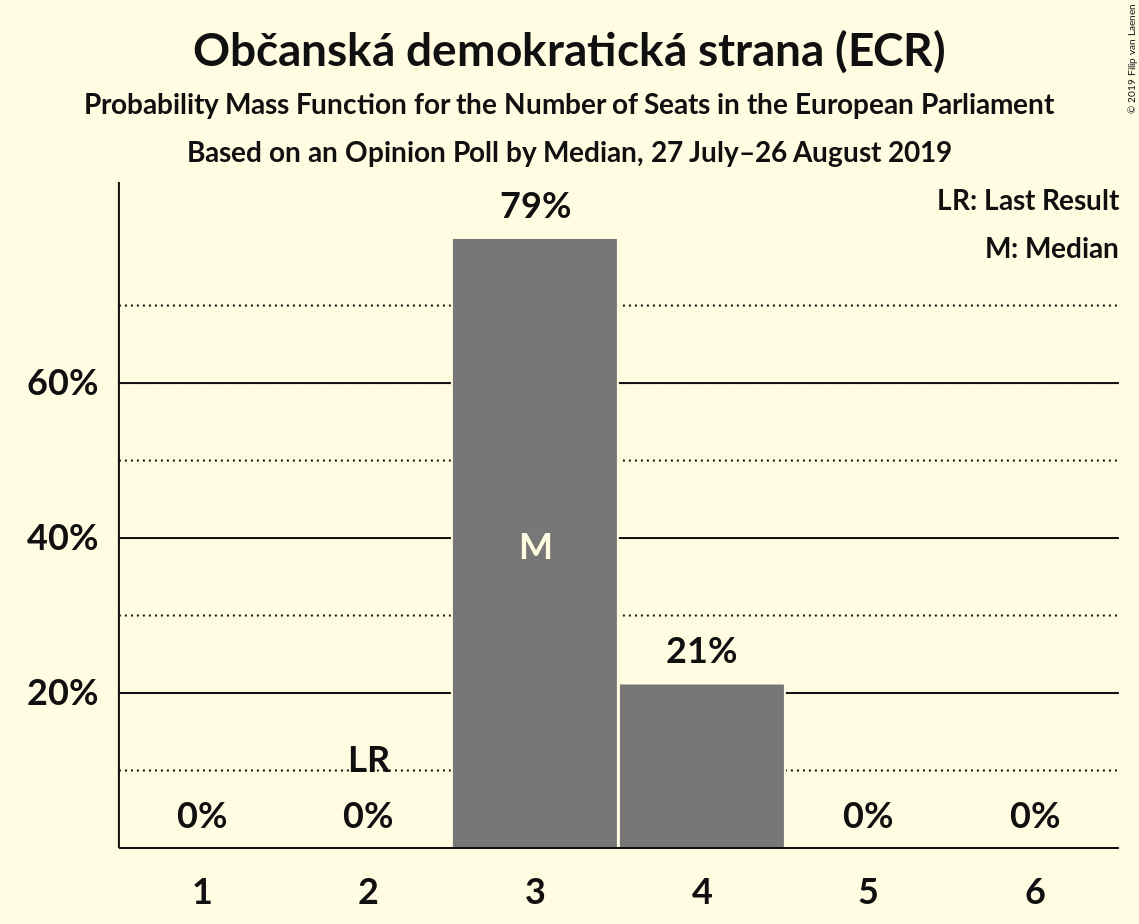 Občanská demokratická strana (ECR)
Probability Mass Function for the Number of Seats in the European Parliament
Based on an Opinion Poll by Median, 27 July–26 August 2019
© 2019 Filip van Laenen
LR: Last Result
M: Median
79%
60%
40%
20%
M
21%
LR
0%
0%
0%
0%
1
2
3
4
5
6